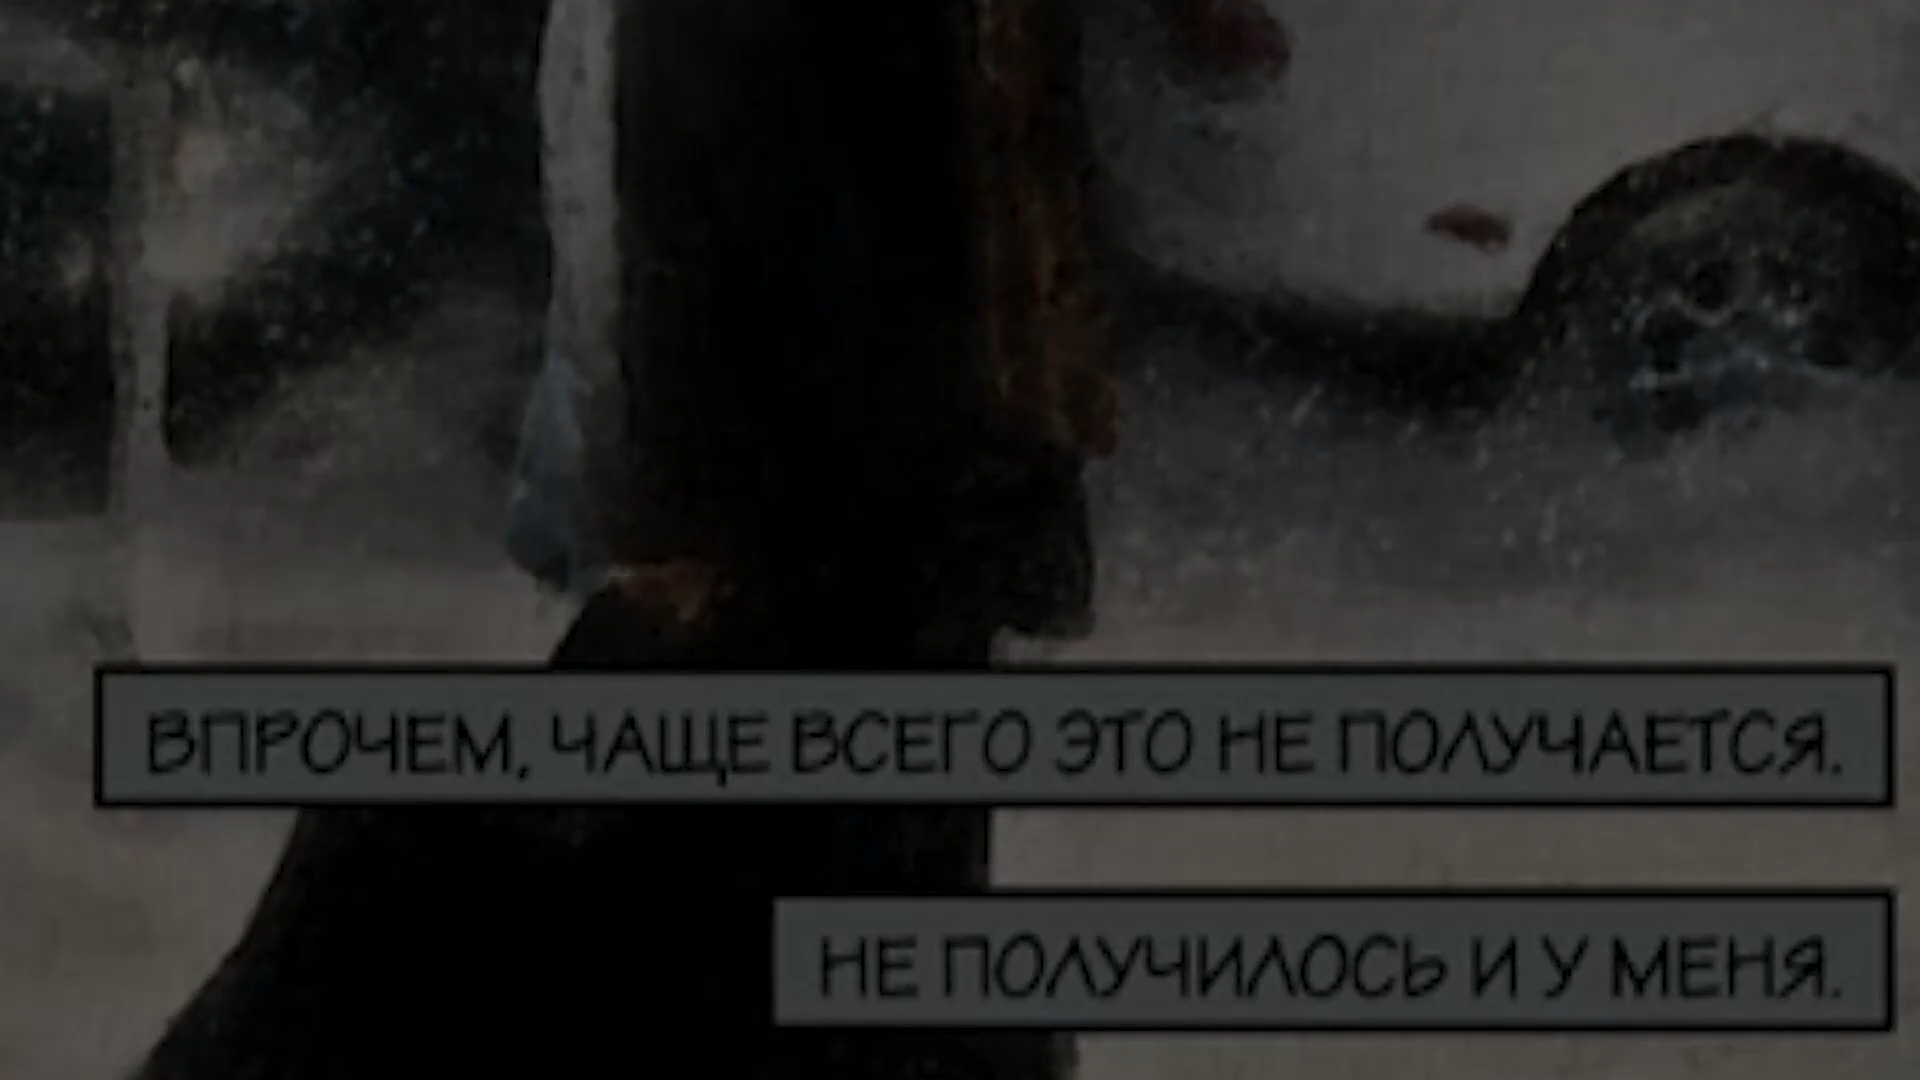 ВПРОЧЕМ, ЧАЩЕ ВСЕГО ЭТО НЕ ПОЛУЧАЕТСЯ.
НЕ ПОЛУЧИЛОСЬ И У МЕНЯ.